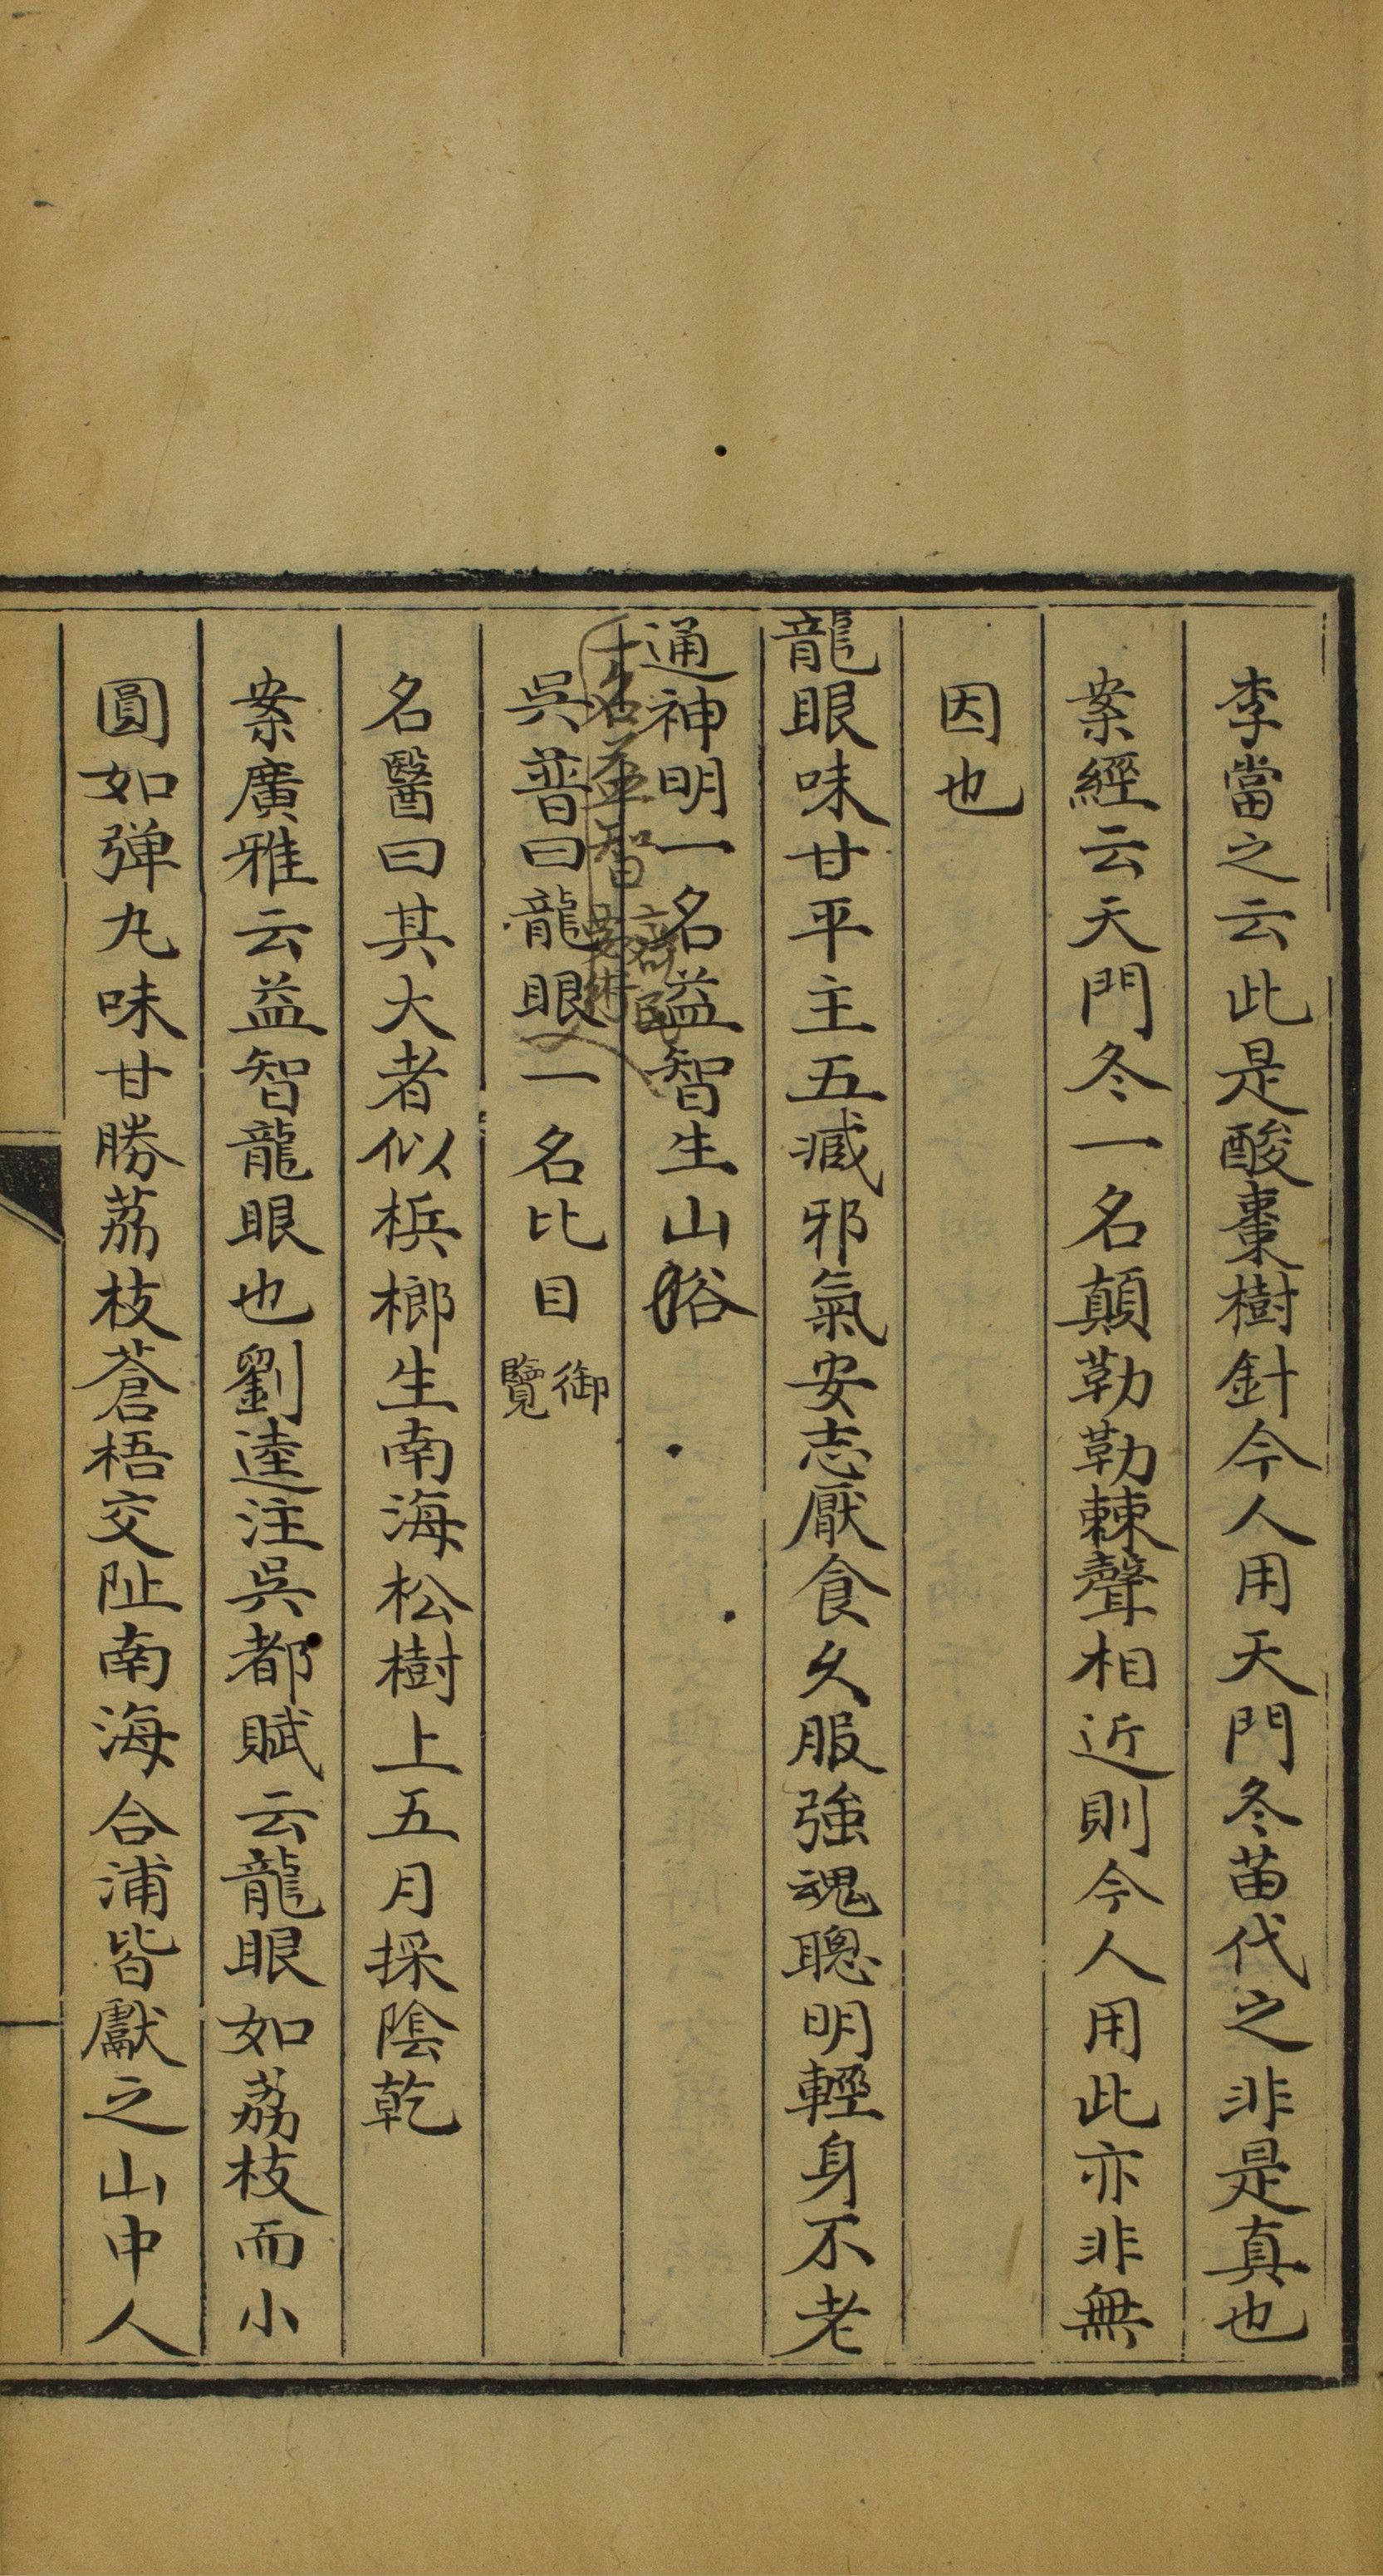 李當之云此是酸棗樹針今人用天門冬苗代之非是真也
案經云天門冬一名顛勒勒棘聲相近則今人用此亦非無
因也
龍眼味甘平主五臧邪氣安志厭食久服強魂聰明輕身不老
通神明一名益智生山谷
一名益智
吳普曰龍眼一名比目御覽
名醫曰其大者似梹榔生南海松樹上五月採陰乾
案廣雅云益智龍眼也劉逵注吳都賦云龍眼如荔枝而小
圓如弹丸味甘勝荔枝蒼梧交阯南海合浦皆獻之山中人